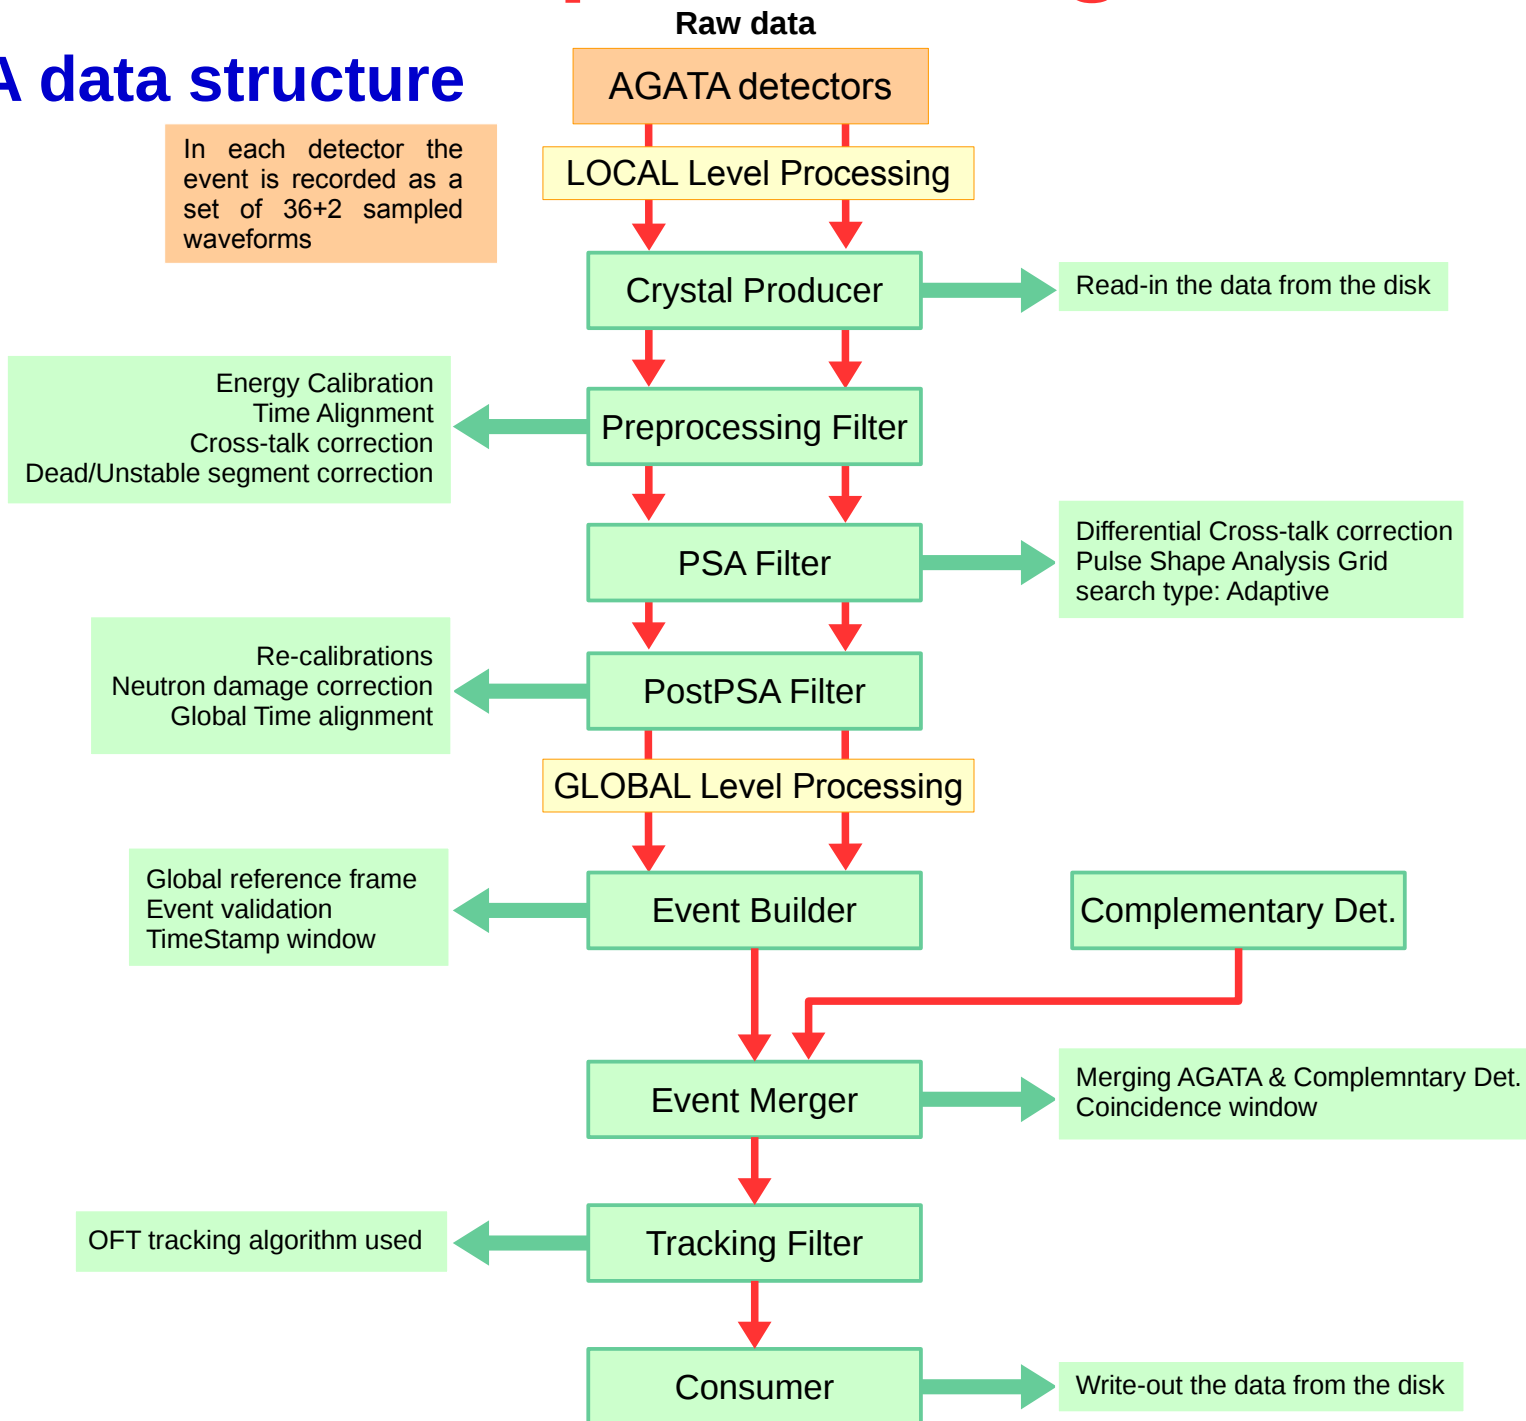 Raw data
A data structure
AGATA detectors
In each detector the
event is recorded as a
set of 36+2 sampled
waveforms
LOCAL Level Processing
Crystal Producer
Read-in the data from the disk
Energy Calibration
Time Alignment
Cross-talk correction
Dead/Unstable segment correction
Preprocessing Filter
PSA Filter
Differential Cross-talk correction
Pulse Shape Analysis Grid
search type: Adaptive
Re-calibrations
Neutron damage correction
Global Time alignment
PostPSA Filter
GLOBAL Level Processing
Global reference frame
Event validation
TimeStamp window
Event Builder
Complementary Det.
Event Merger
Merging AGATA & Complemntary Det.
Coincidence window
OFT tracking algorithm used
Tracking Filter
Consumer
Write-out the data from the disk